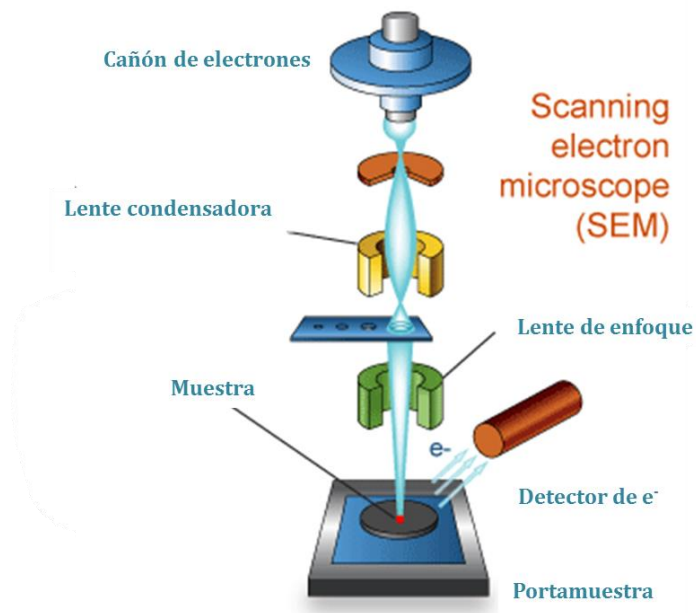 Cañón de electrones
Scanning
electron
microscope
(SEM)
Lente condensadora
Lente de enfoque
Muestra
e-
Detector de e⁻
Portamuestra